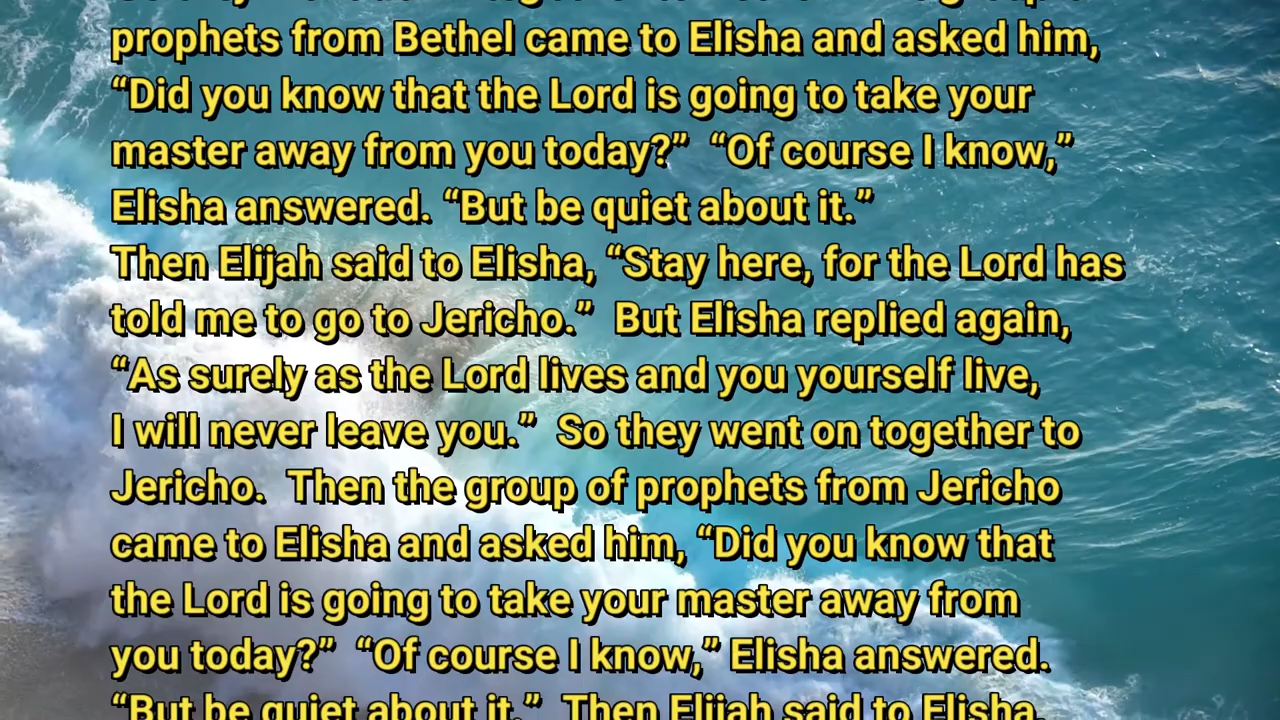 prophets from Bethel came to Elisha and asked him,
“Did you know that the Lord is going to take your
master away from you today?”  “Of course I know,”
Elisha answered. “But be quiet about it.”
Then Elijah said to Elisha, “Stay here, for the Lord has
told me to go to Jericho.”  But Elisha replied again,
“As surely as the Lord lives and you yourself live,
I will never leave you.”  So they went on together to
Jericho.  Then the group of prophets from Jericho
came to Elisha and asked him, “Did you know that
the Lord is going to take your master away from
you today?”  “Of course I know,” Elisha answered.
“But be quiet about it.”  Then Elijah said to Elisha,